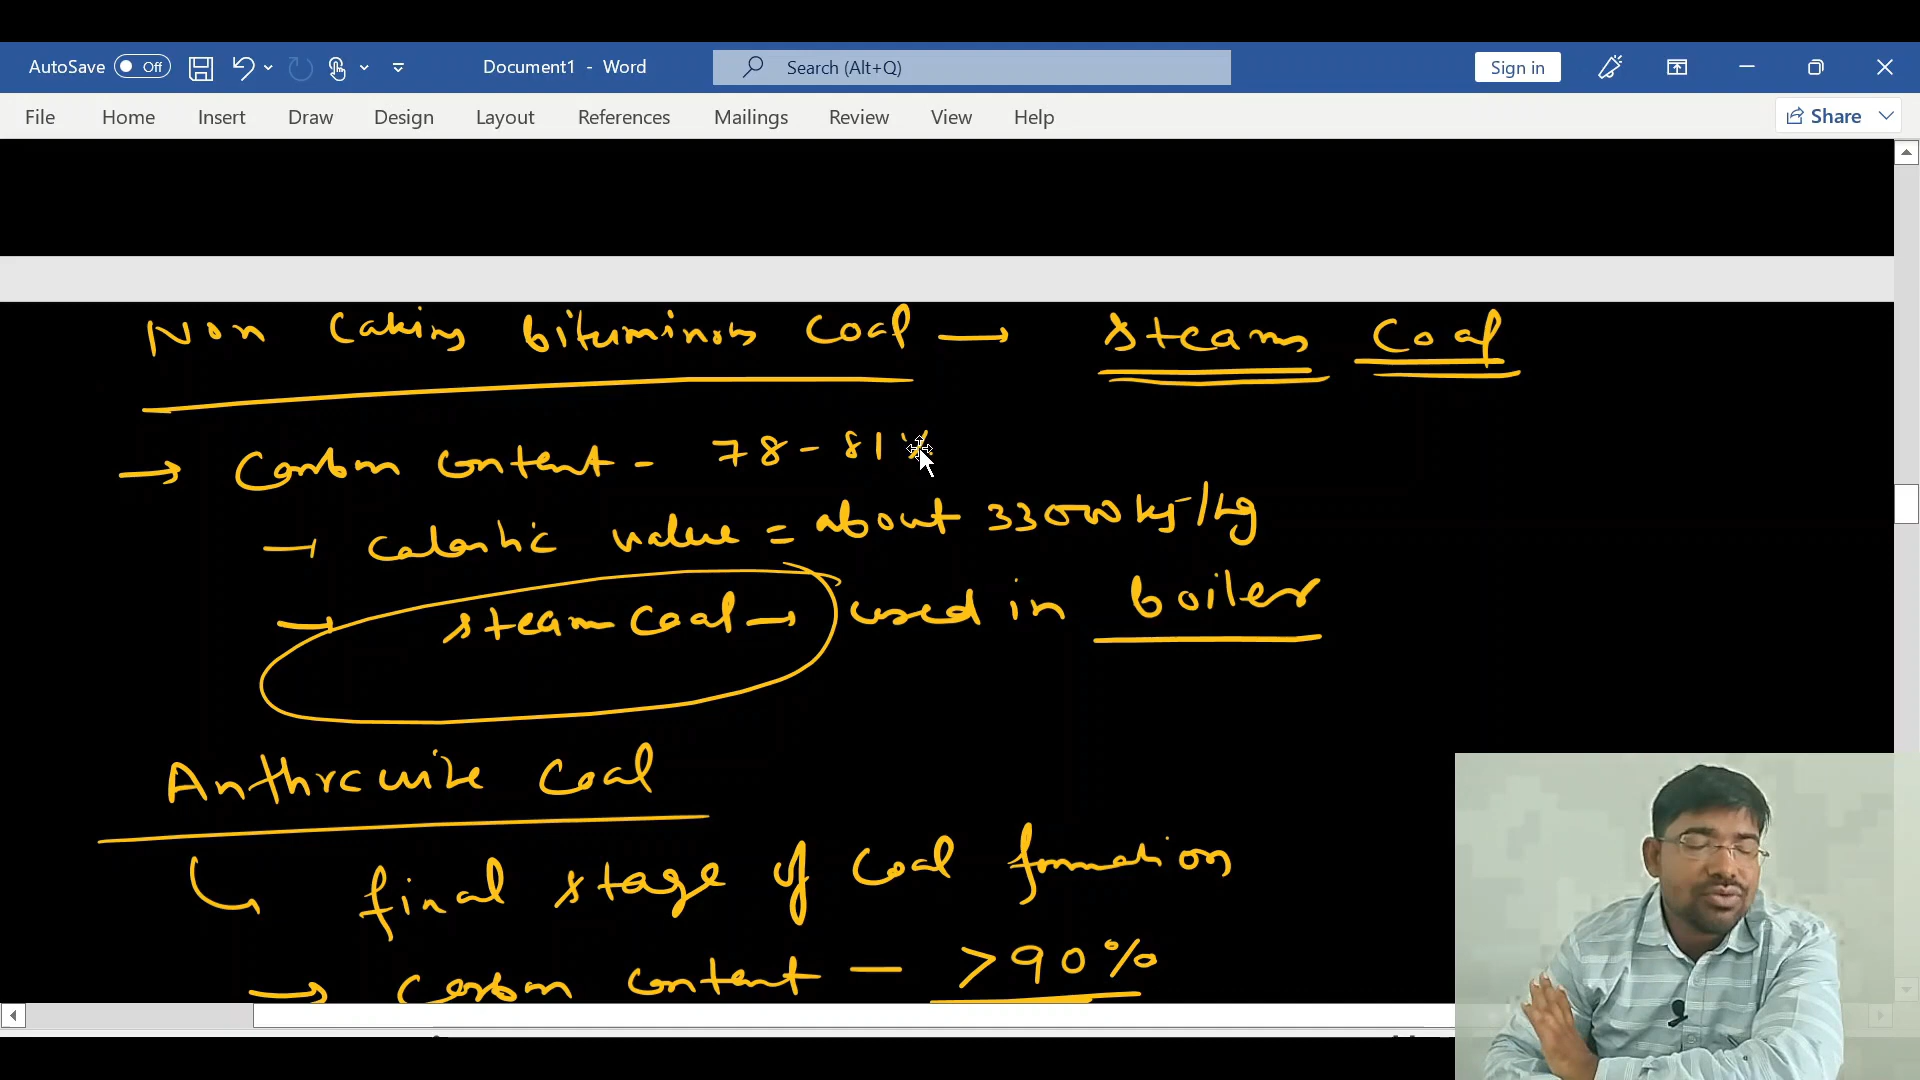 AutoSave Off Document1 - Word Search (Alt+Q) Sign in
File Home Insert Draw Design Layout References Mailings Review View Help Share
Non Caking bituminous Coal → steam Coal
→ Carbon content - 78-81%
→ calorific value = about 33000 kJ/kg
→ steam coal → used in boiler
Anthracite Coal
↳ final stage of coal formation
→ Carbon content - >90%